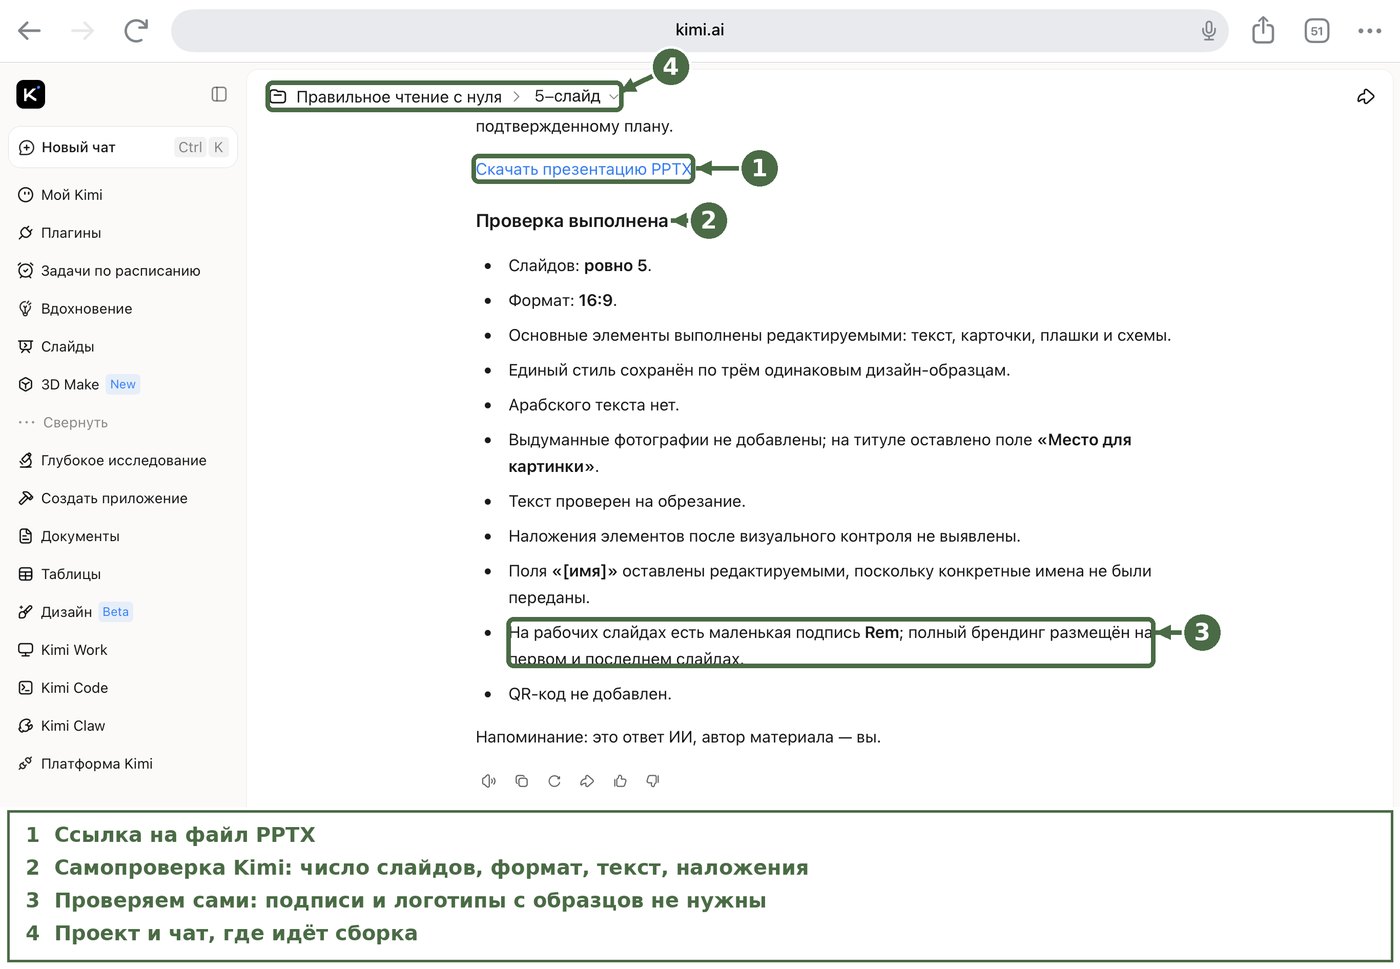 kimi.ai
51
4
Правильное чтение с нуля > 5–слайд
подтвержденному плану.
Новый чат Ctrl K
Скачать презентацию PPTX
1
Мой Kimi
Проверка выполнена
2
Плагины
Слайдов: ровно 5.
Задачи по расписанию
Формат: 16:9.
Вдохновение
Основные элементы выполнены редактируемыми: текст, карточки, плашки и схемы.
Слайды
Единый стиль сохранён по трём одинаковым дизайн-образцам.
3D Make New
Арабского текста нет.
Свернуть
Выдуманные фотографии не добавлены; на титуле оставлено поле «Место для
картинки».
Глубокое исследование
Текст проверен на обрезание.
Создать приложение
Наложения элементов после визуального контроля не выявлены.
Документы
Поля «[имя]» оставлены редактируемыми, поскольку конкретные имена не были
переданы.
Таблицы
На рабочих слайдах есть маленькая подпись Rem; полный брендинг размещён на
первом и последнем слайдах.
3
Дизайн Beta
QR-код не добавлен.
Kimi Work
Напоминание: это ответ ИИ, автор материала — вы.
Kimi Code
Kimi Claw
Платформа Kimi
1 Ссылка на файл PPTX
2 Самопроверка Kimi: число слайдов, формат, текст, наложения
3 Проверяем сами: подписи и логотипы с образцов не нужны
4 Проект и чат, где идёт сборка